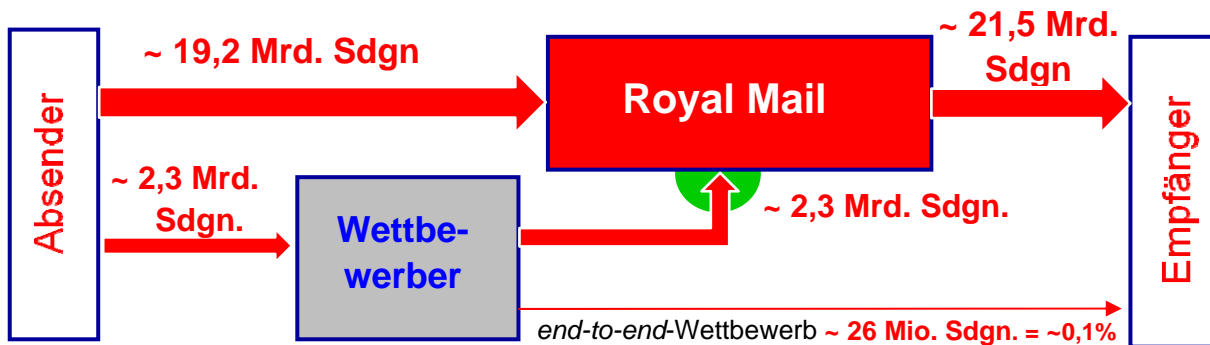 Absender
~ 19,2 Mrd. Sdgn
Royal Mail
~ 21,5 Mrd.
Sdgn
Empfänger
~ 2,3 Mrd.
Sdgn.
Wettbe-
werber
~ 2,3 Mrd. Sdgn.
end-to-end-Wettbewerb ~ 26 Mio. Sdgn. = ~0,1%